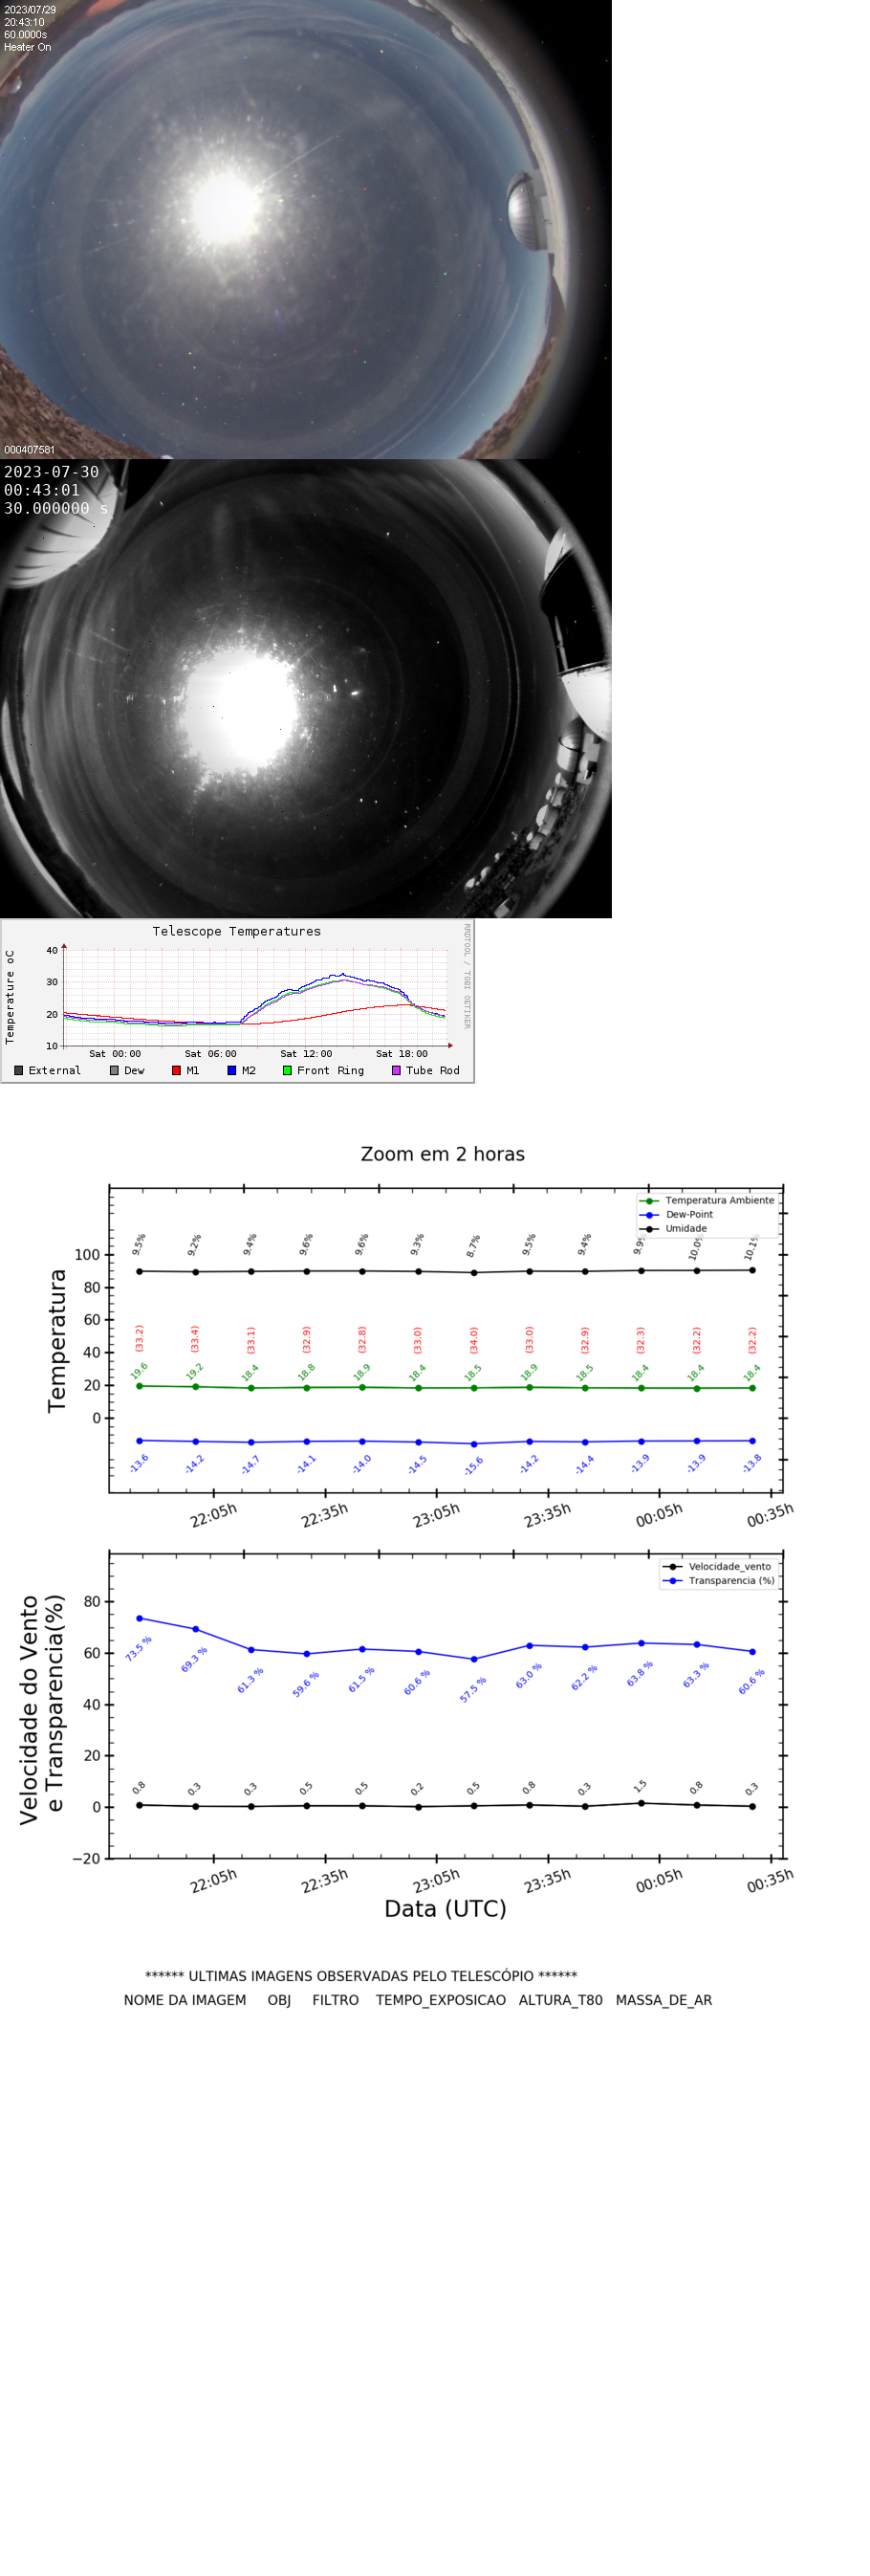 2023/07/29
20:43:10
60.0000s
Heater On
000407581
2023-07-30
00:43:01
30.000000 s
Telescope Temperatures
RRDTOOL / TOBI OETIKER
Temperature oC
40
30
20
10
Sat 00:00 Sat 06:00 Sat 12:00 Sat 18:00
External Dew M1 M2 Front Ring Tube Rod
Zoom em 2 horas
Temperatura Ambiente
Dew-Point
Umidade
Temperatura
100
80
60
40
20
0
9.5% 9.2% 9.4% 9.6% 9.6% 9.3% 8.7% 9.5% 9.4% 9.9% 10.0% 10.1%
(33.2) (33.4) (33.1) (32.9) (32.8) (33.0) (34.0) (33.0) (32.9) (32.3) (32.2) (32.2)
19.6 19.2 18.4 18.8 18.9 18.4 18.5 18.9 18.5 18.4 18.4 18.4
-13.6 -14.2 -14.7 -14.1 -14.0 -14.5 -15.6 -14.2 -14.4 -13.9 -13.9 -13.8
22:05h 22:35h 23:05h 23:35h 00:05h 00:35h
Velocidade_vento
Transparencia (%)
Velocidade do Vento
e Transparencia(%)
80
60
40
20
0
−20
73.5 % 69.3 % 61.3 % 59.6 % 61.5 % 60.6 % 57.5 % 63.0 % 62.2 % 63.8 % 63.3 % 60.6 %
0.8 0.3 0.3 0.5 0.5 0.2 0.5 0.8 0.3 1.5 0.8 0.3
22:05h 22:35h 23:05h 23:35h 00:05h 00:35h
Data (UTC)
****** ULTIMAS IMAGENS OBSERVADAS PELO TELESCÓPIO ******
NOME DA IMAGEM OBJ FILTRO TEMPO_EXPOSICAO ALTURA_T80 MASSA_DE_AR